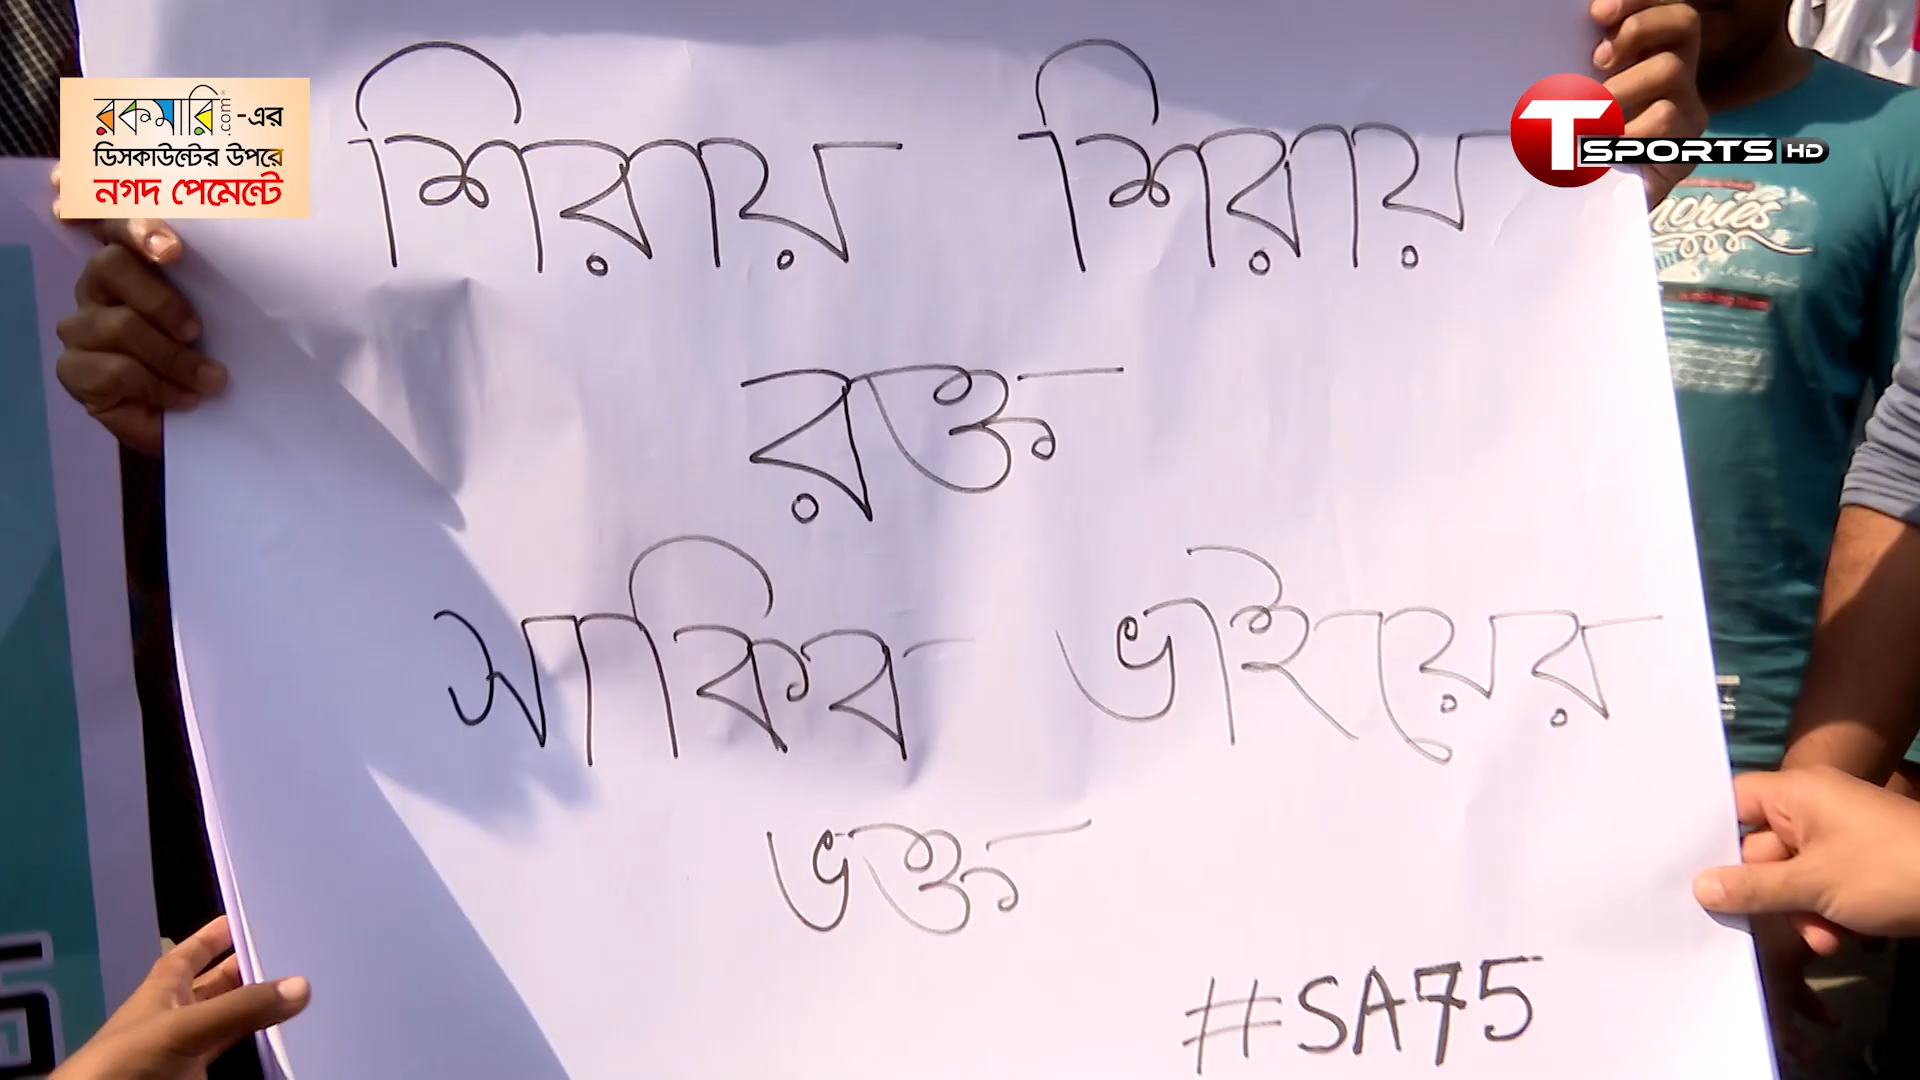 রকমারি.com -এর
ডিসকাউন্টের উপরে
নগদ পেমেন্টে
T SPORTS HD
শিরায় শিরায়
রক্ত
সাকিব ভাইয়ের
ভক্ত
#SA75